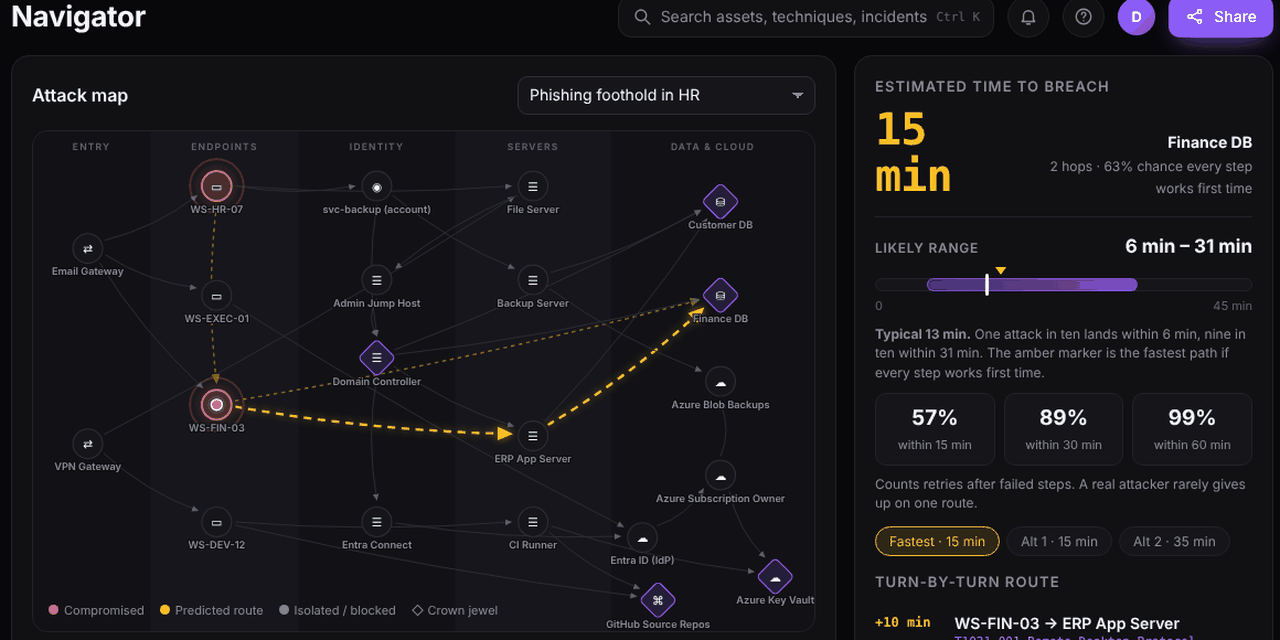 Navigator
Search assets, techniques, incidents Ctrl K
D
Share
Attack map
Phishing foothold in HR
ENTRY
ENDPOINTS
IDENTITY
SERVERS
DATA & CLOUD
WS-HR-07
svc-backup (account)
File Server
Customer DB
Email Gateway
WS-EXEC-01
Admin Jump Host
Backup Server
Finance DB
Domain Controller
Azure Blob Backups
WS-FIN-03
ERP App Server
VPN Gateway
Azure Subscription Owner
WS-DEV-12
Entra Connect
CI Runner
Entra ID (IdP)
Azure Key Vault
GitHub Source Repos
Compromised
Predicted route
Isolated / blocked
Crown jewel
ESTIMATED TIME TO BREACH
15
min
Finance DB
2 hops · 63% chance every step
works first time
LIKELY RANGE
6 min – 31 min
0
45 min
Typical 13 min. One attack in ten lands within 6 min, nine in
ten within 31 min. The amber marker is the fastest path if
every step works first time.
57%
within 15 min
89%
within 30 min
99%
within 60 min
Counts retries after failed steps. A real attacker rarely gives
up on one route.
Fastest · 15 min
Alt 1 · 15 min
Alt 2 · 35 min
TURN-BY-TURN ROUTE
+10 min
WS-FIN-03 → ERP App Server
T1021.001 Remote Desktop Protocol